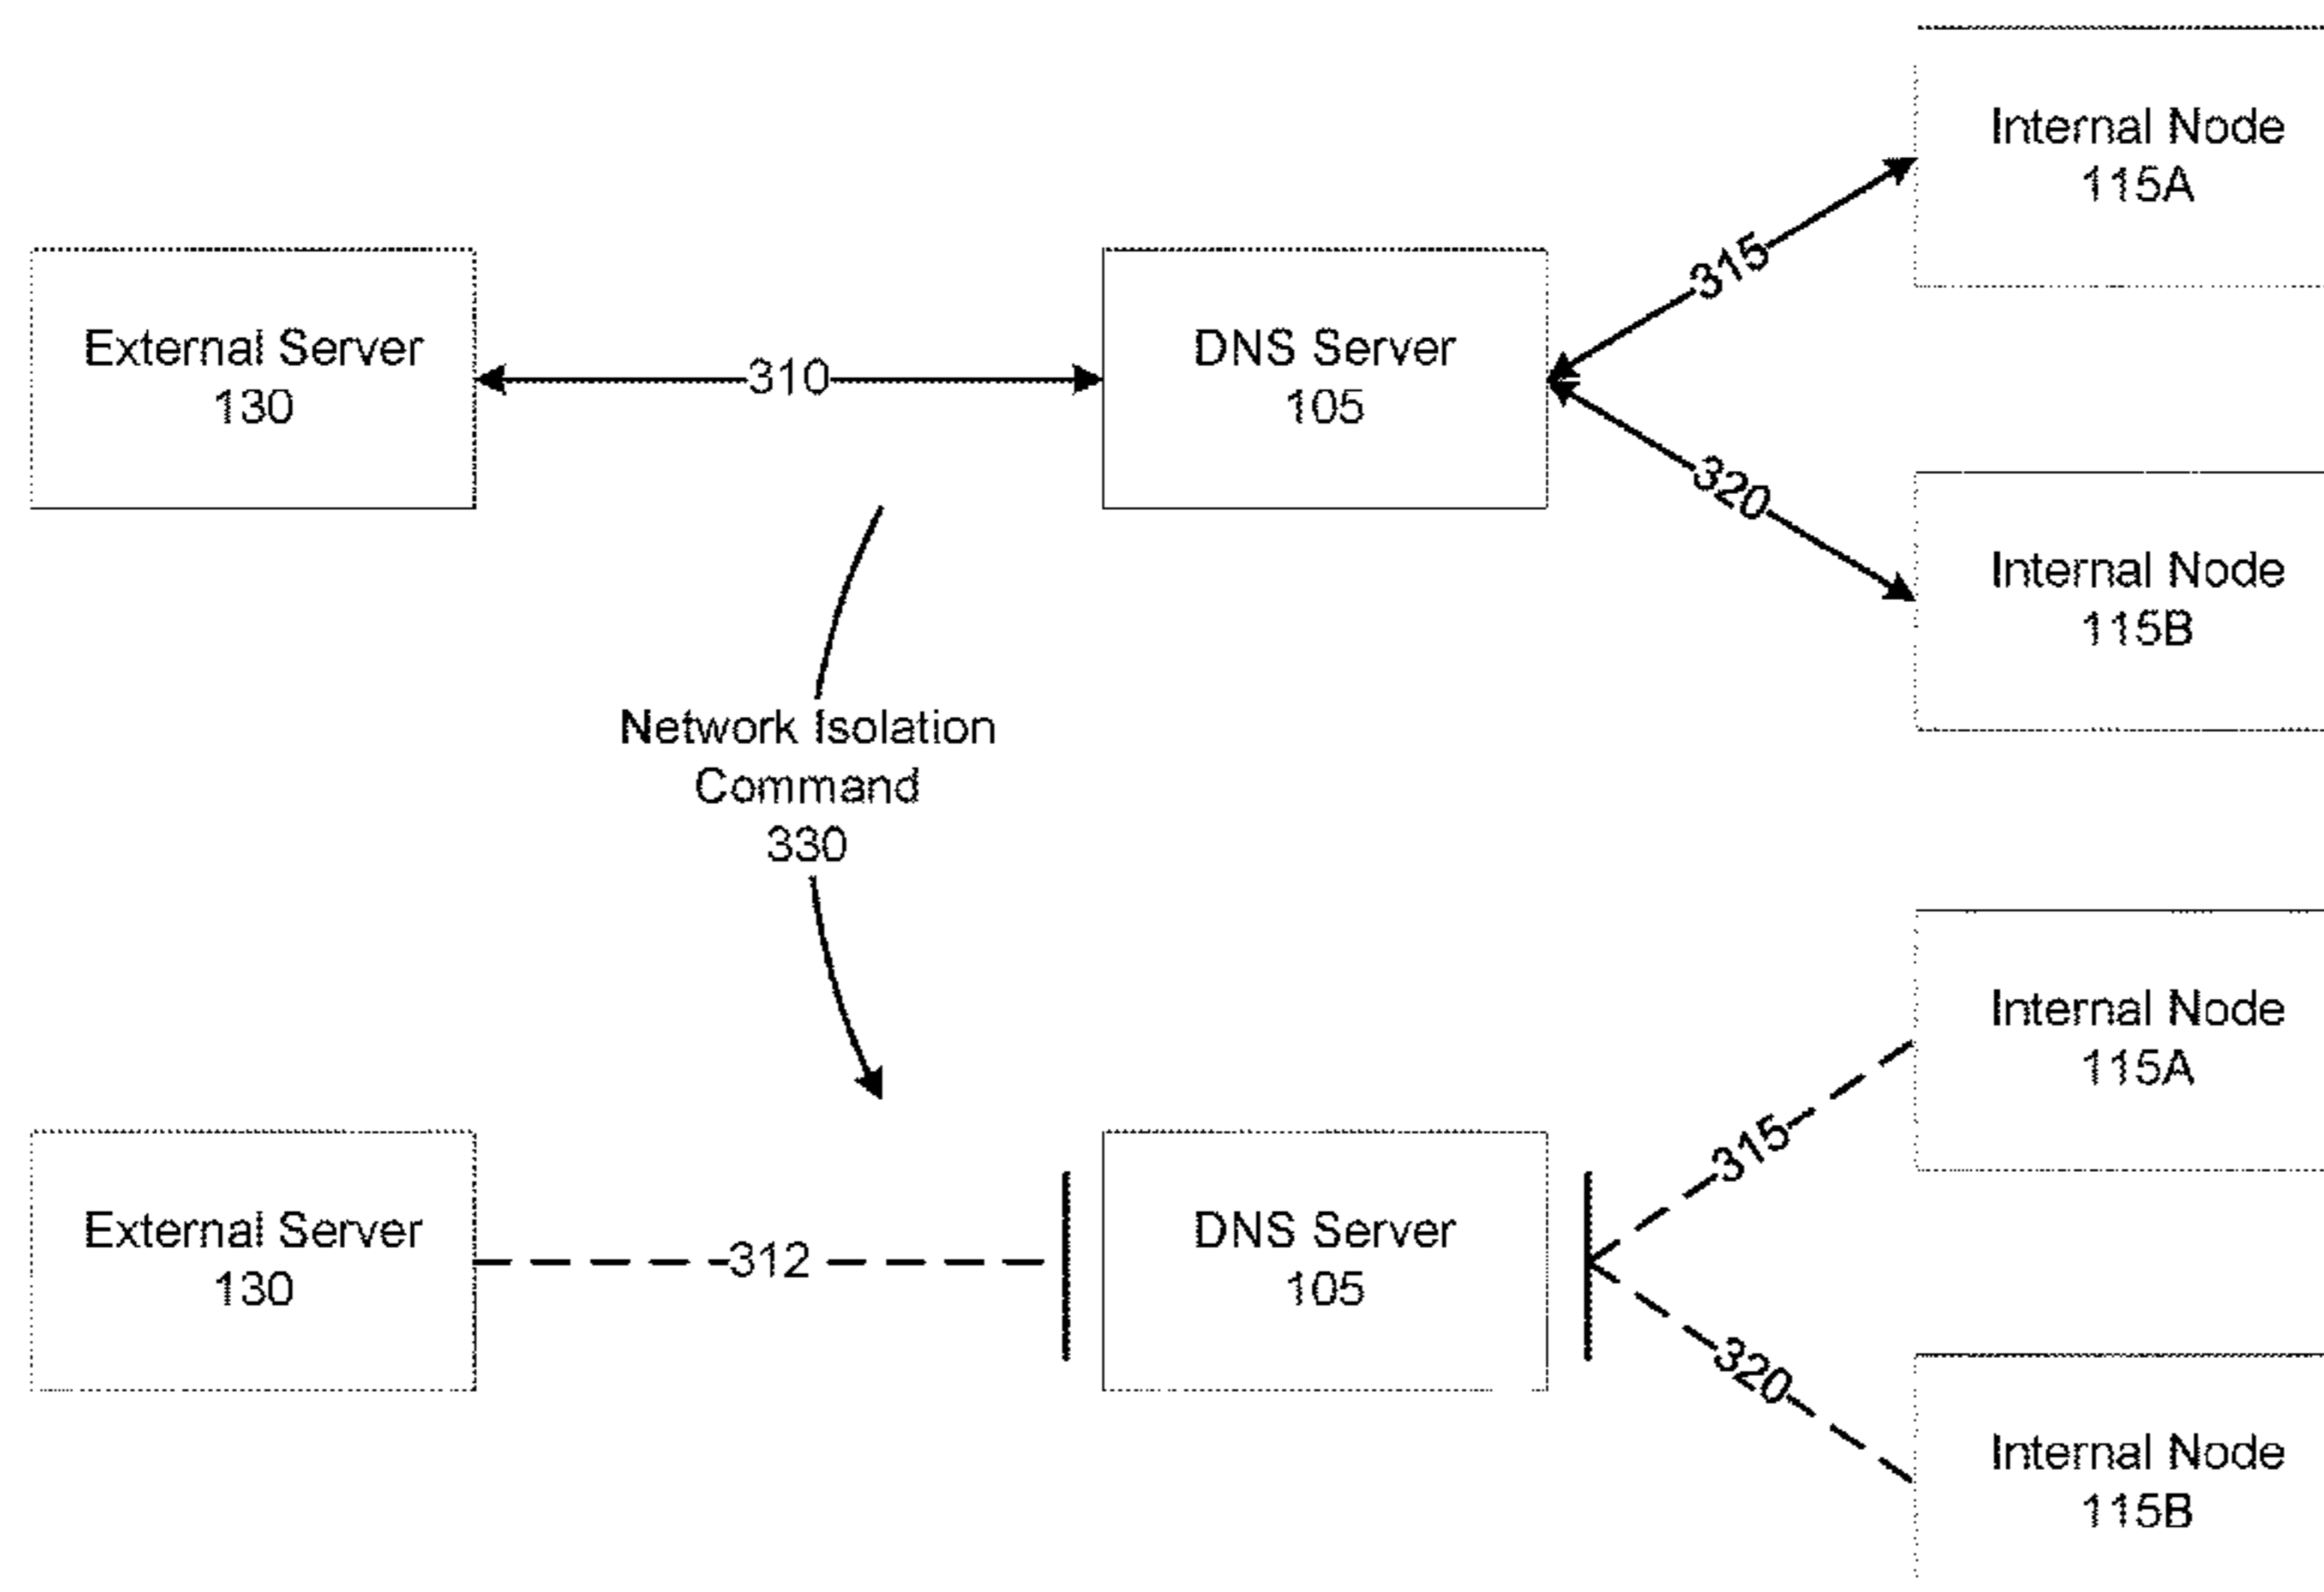 Internal Node
115A
315
External Server
130
310
DNS Server
105
320
Internal Node
115B
Network Isolation
Command
330
Internal Node
115A
315
External Server
130
312
DNS Server
105
320
Internal Node
115B